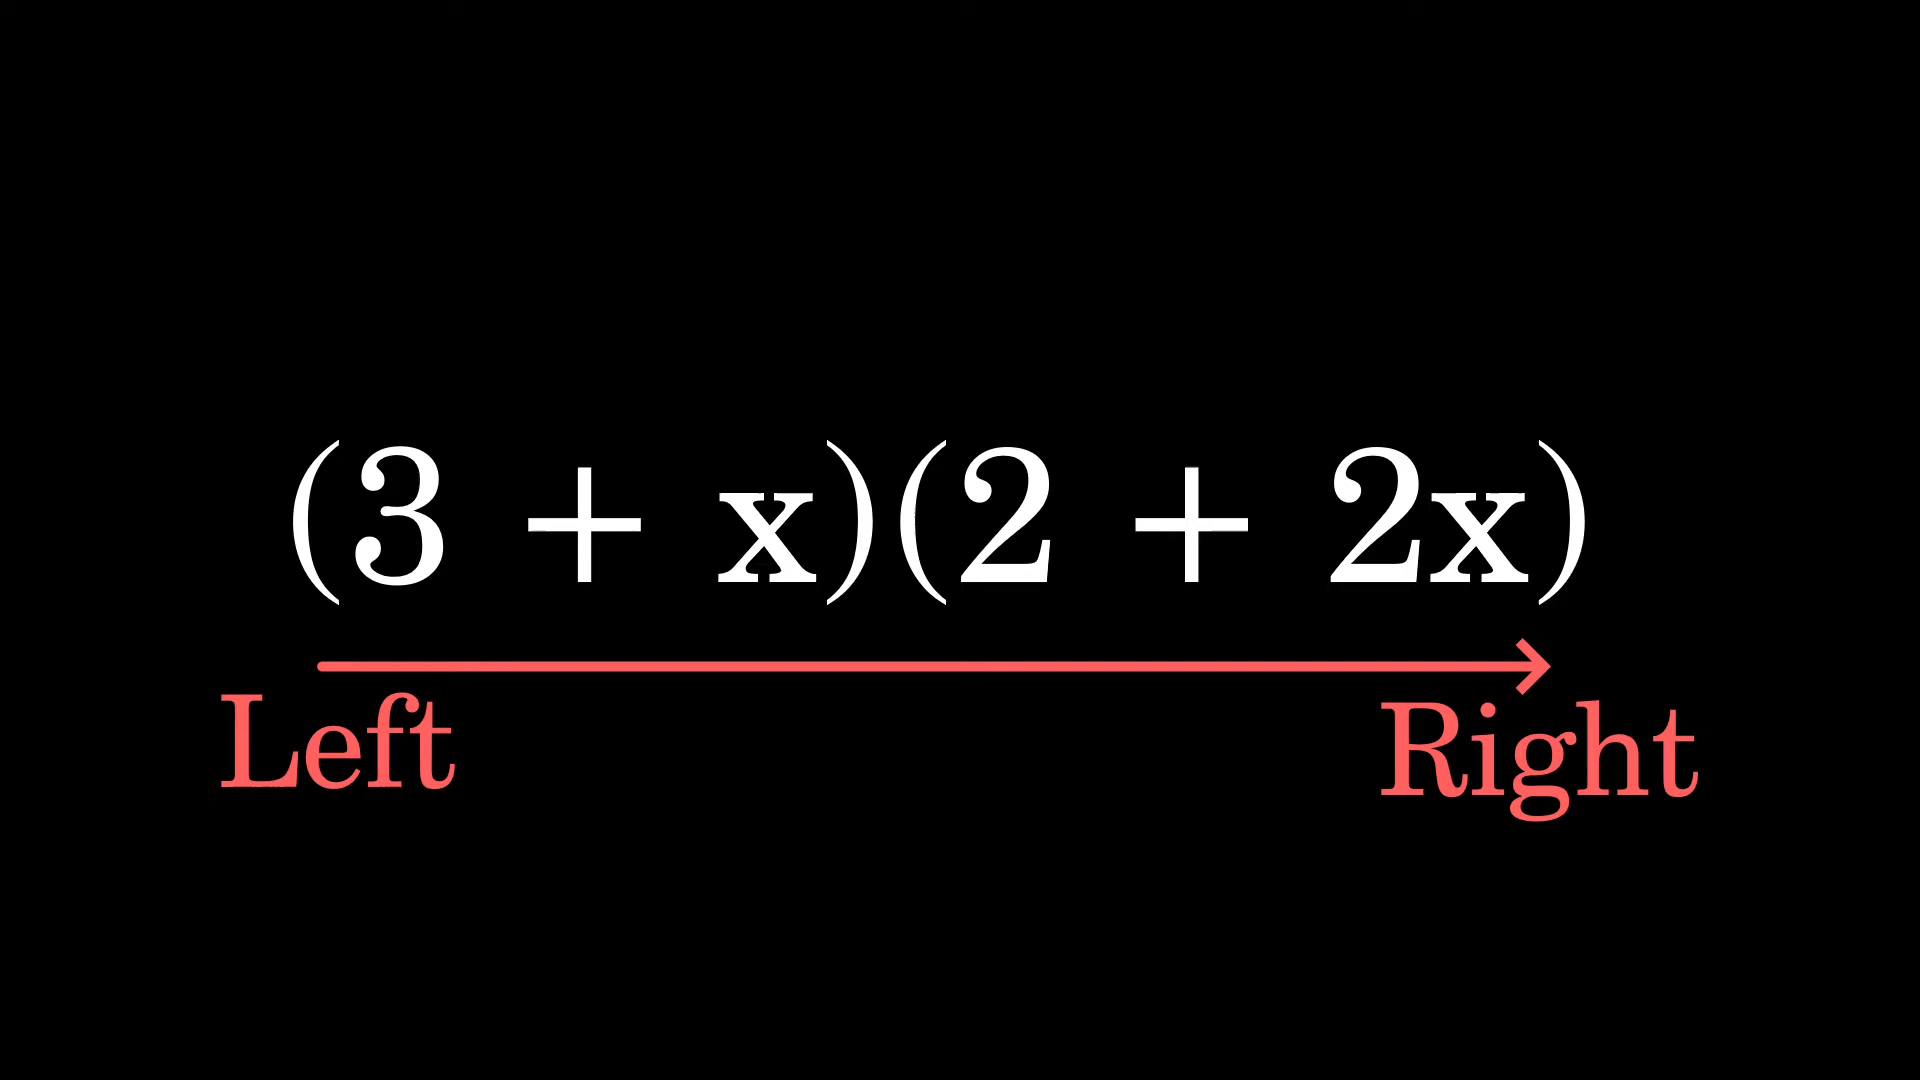 (3 + x)(2 + 2x)
Left Right